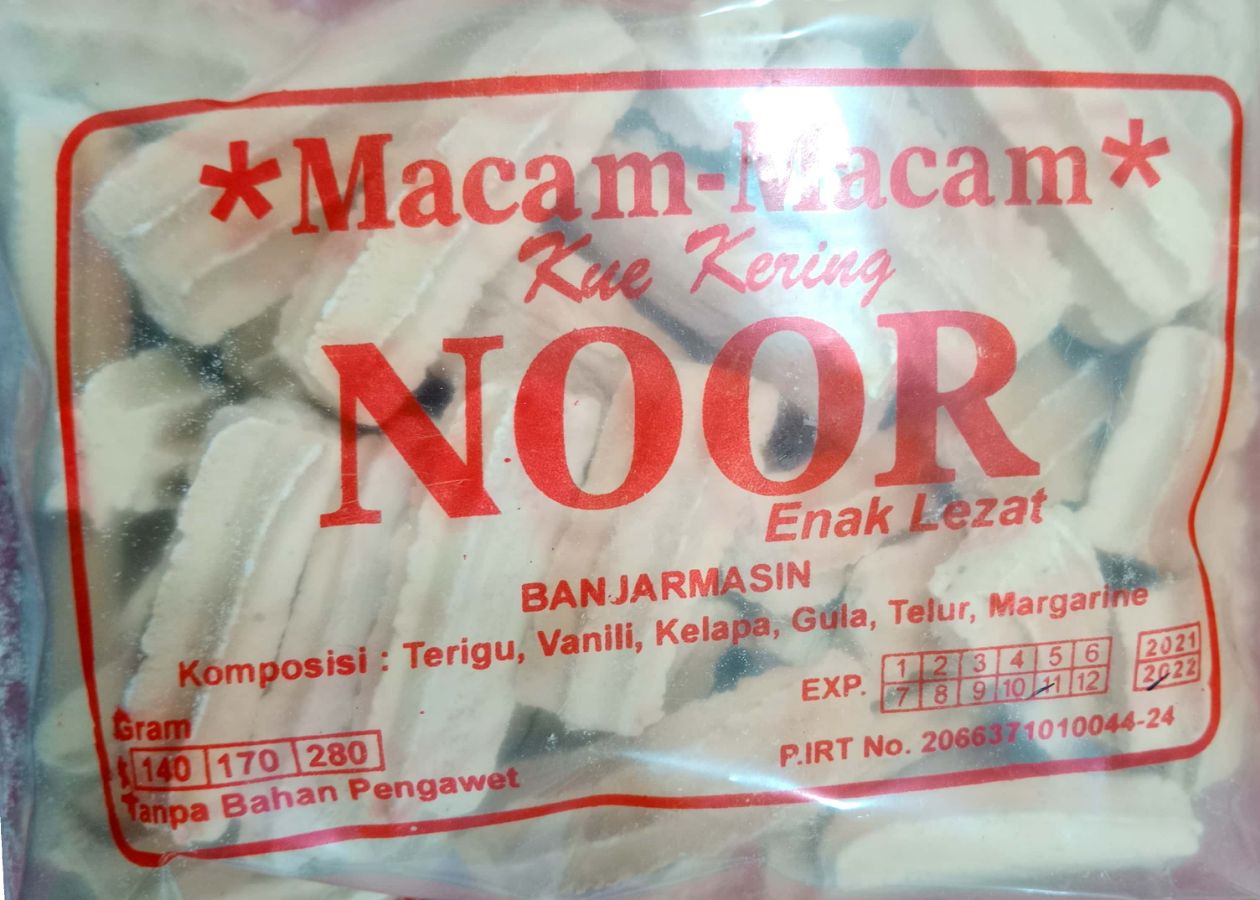 *Macam-Macam*
Kue Kering
NOOR
Enak Lezat
BANJARMASIN
Komposisi : Terigu, Vanili, Kelapa, Gula, Telur, Margarine
EXP. 1 2 3 4 5 6 2021
7 8 9 10 11 12 2022
Gram
140 170 280
P.IRT No. 2066371010044-24
Tanpa Bahan Pengawet